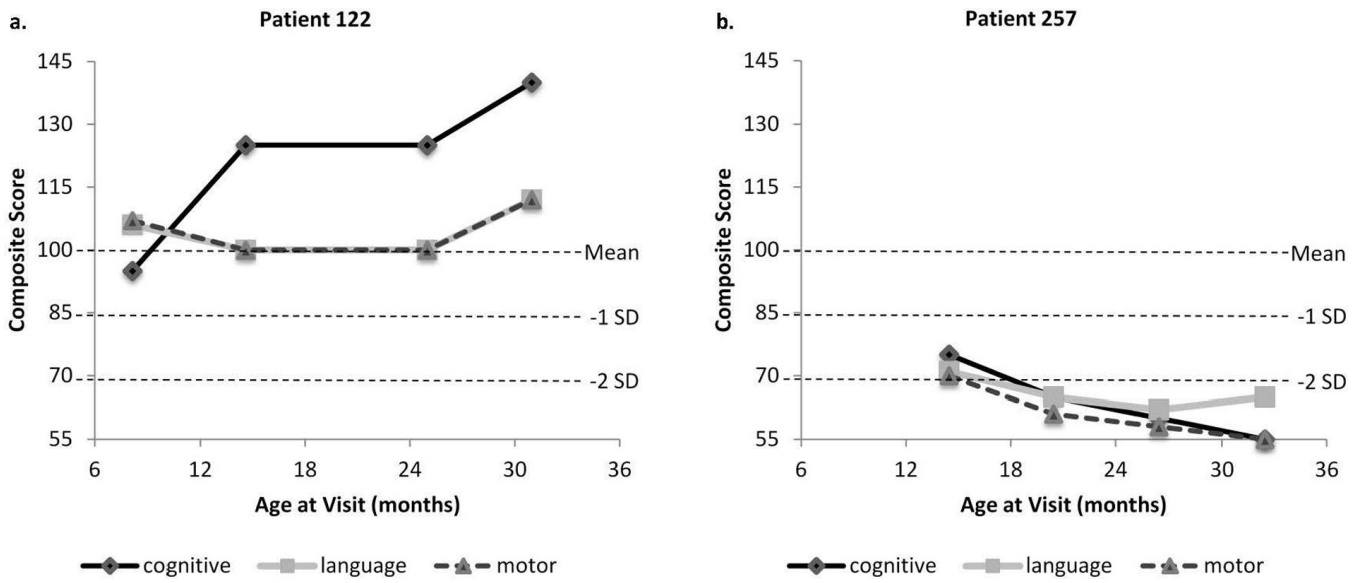 a.
Patient 122
145
130
115
100
85
70
55
Composite Score
Mean
-1 SD
-2 SD
6
12
18
24
30
36
Age at Visit (months)
cognitive
language
motor
b.
Patient 257
145
130
115
100
85
70
55
Composite Score
Mean
-1 SD
-2 SD
6
12
18
24
30
36
Age at Visit (months)
cognitive
language
motor